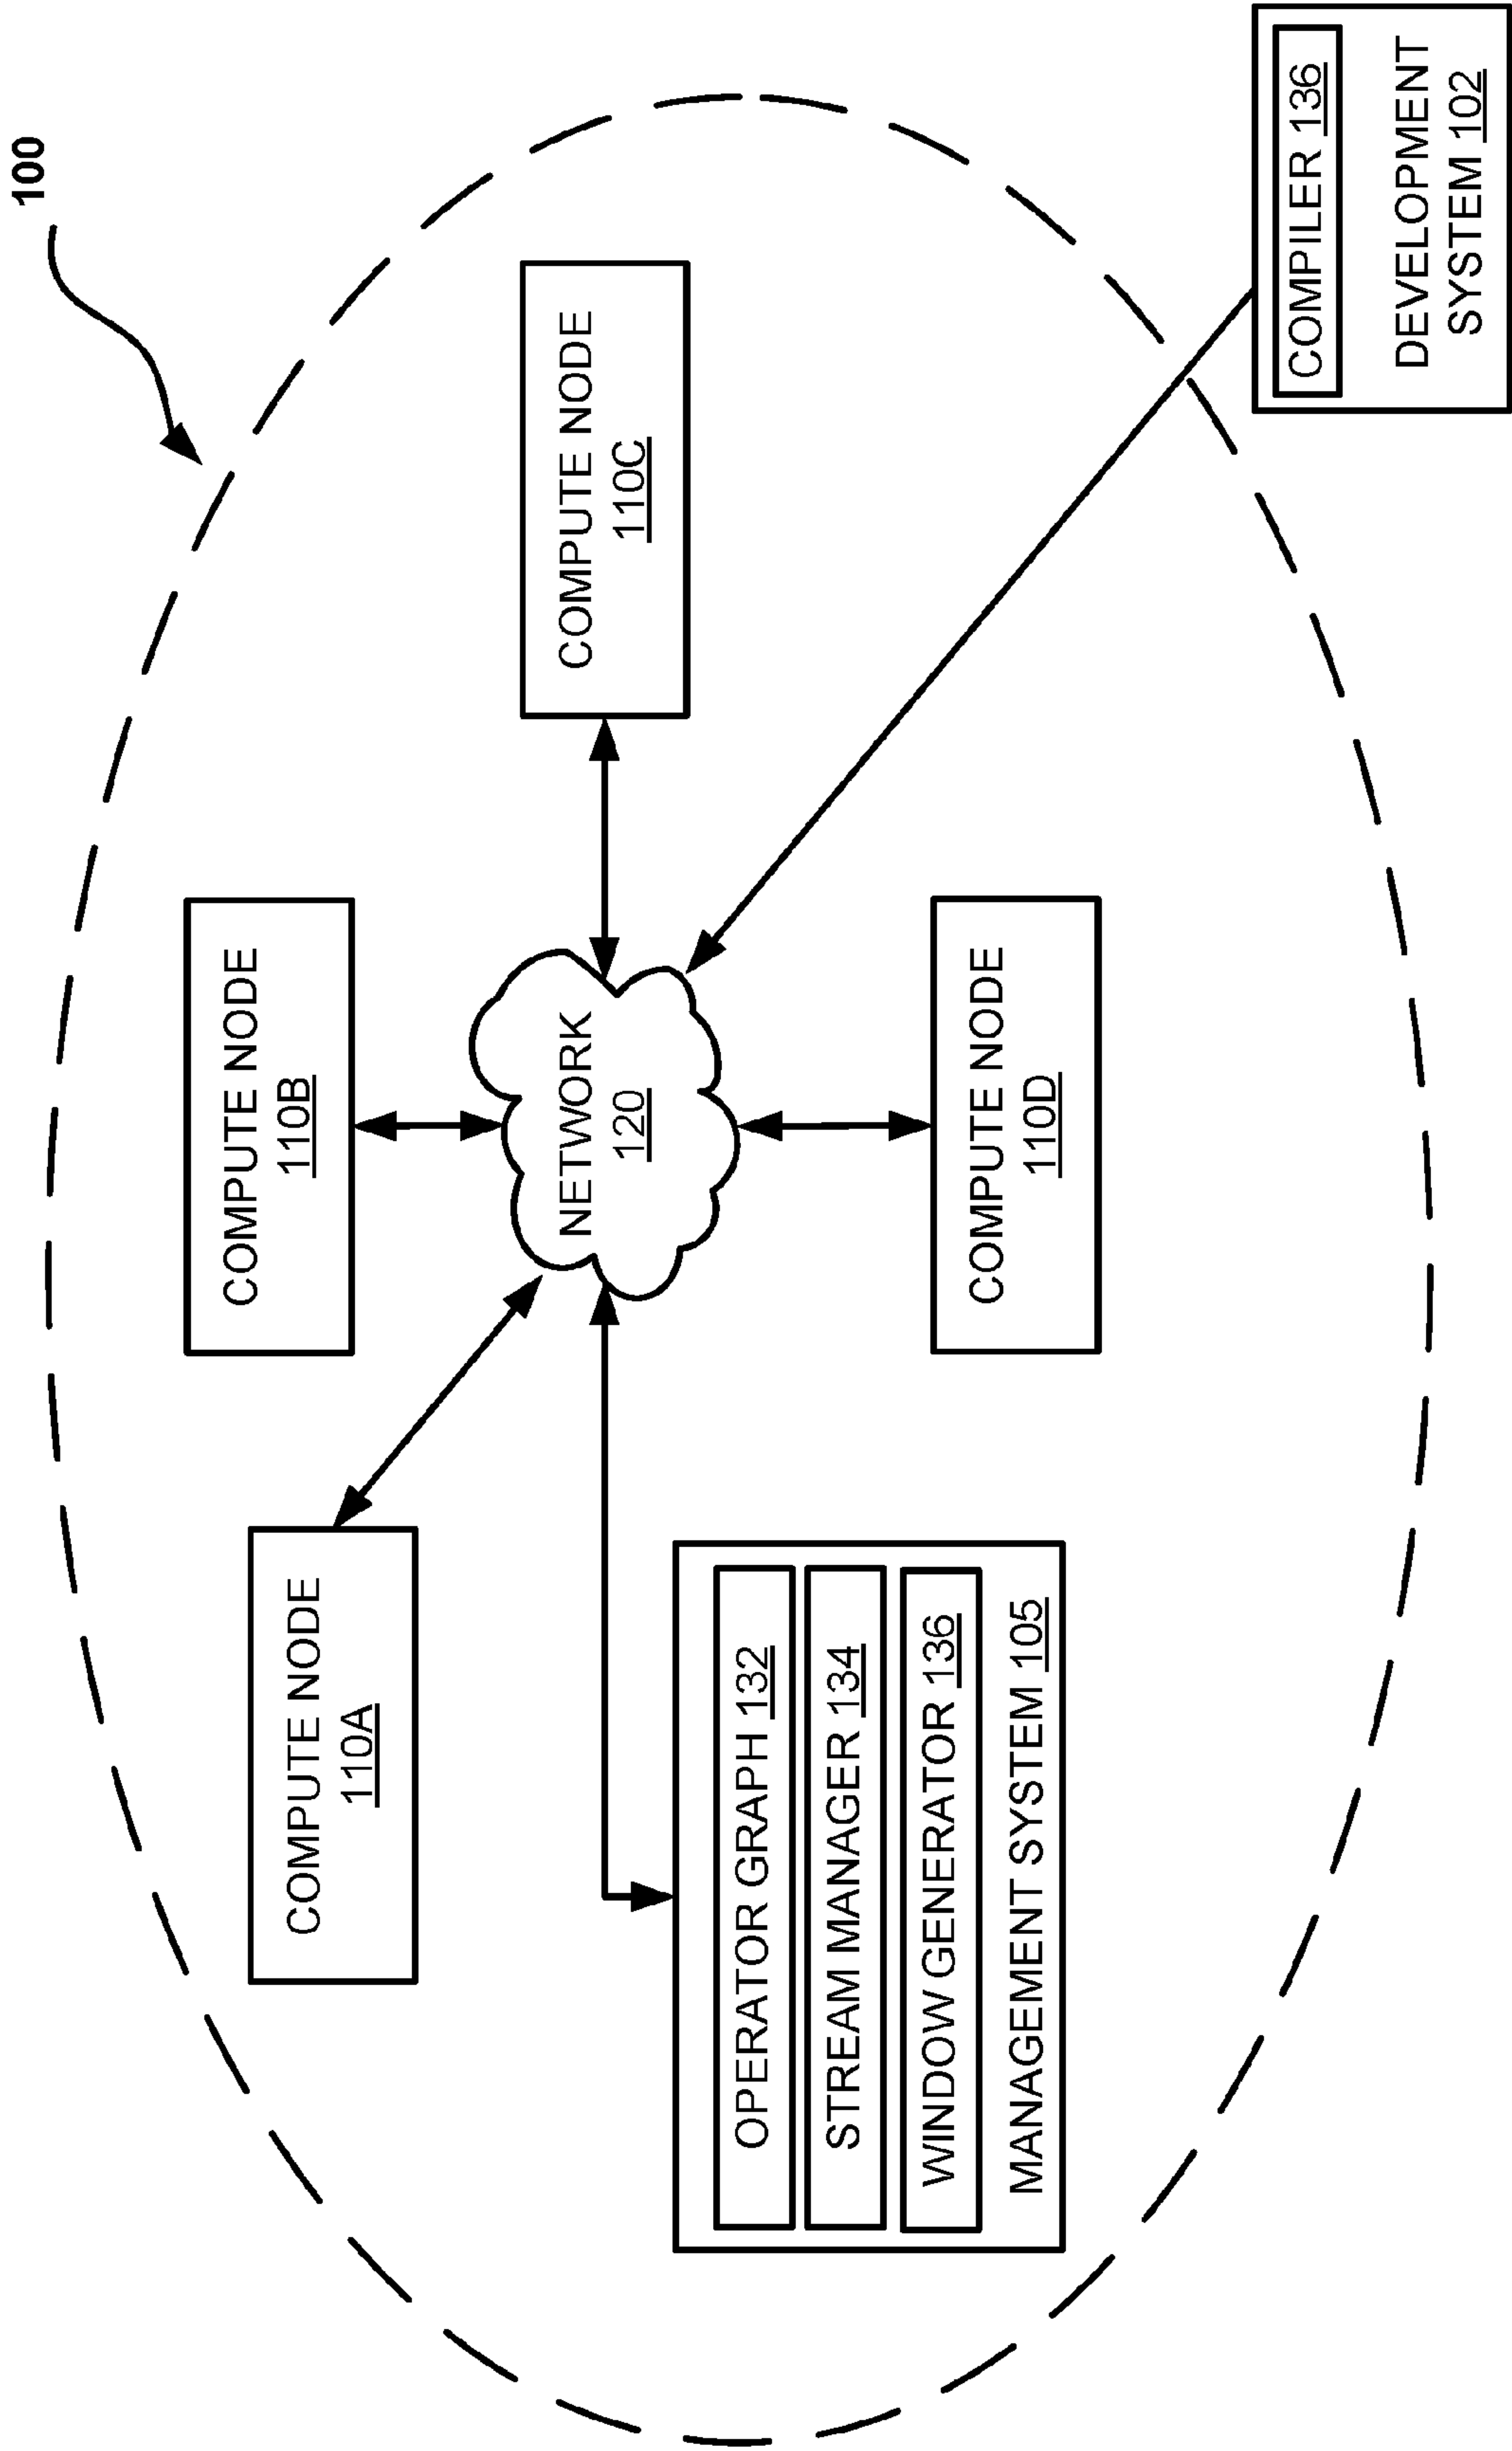 100
COMPUTE NODE
110A
COMPUTE NODE
110B
COMPUTE NODE
110C
NETWORK
120
OPERATOR GRAPH 132
STREAM MANAGER 134
WINDOW GENERATOR 136
MANAGEMENT SYSTEM 105
COMPUTE NODE
110D
COMPILER 136
DEVELOPMENT
SYSTEM 102